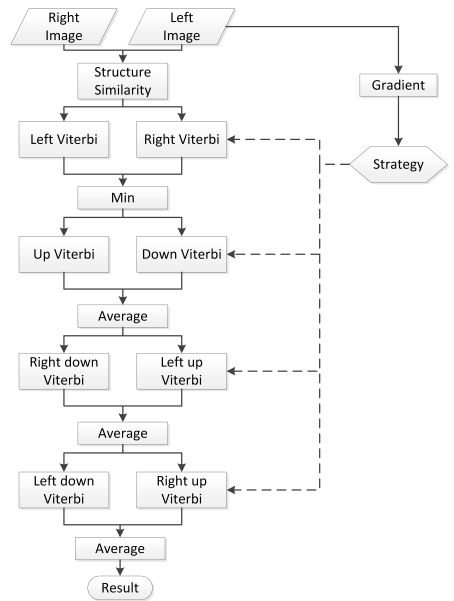 Right
Image
Left
Image
Structure
Similarity
Gradient
Left Viterbi
Right Viterbi
Strategy
Min
Up Viterbi
Down Viterbi
Average
Right down
Viterbi
Left up
Viterbi
Average
Left down
Viterbi
Right up
Viterbi
Average
Result